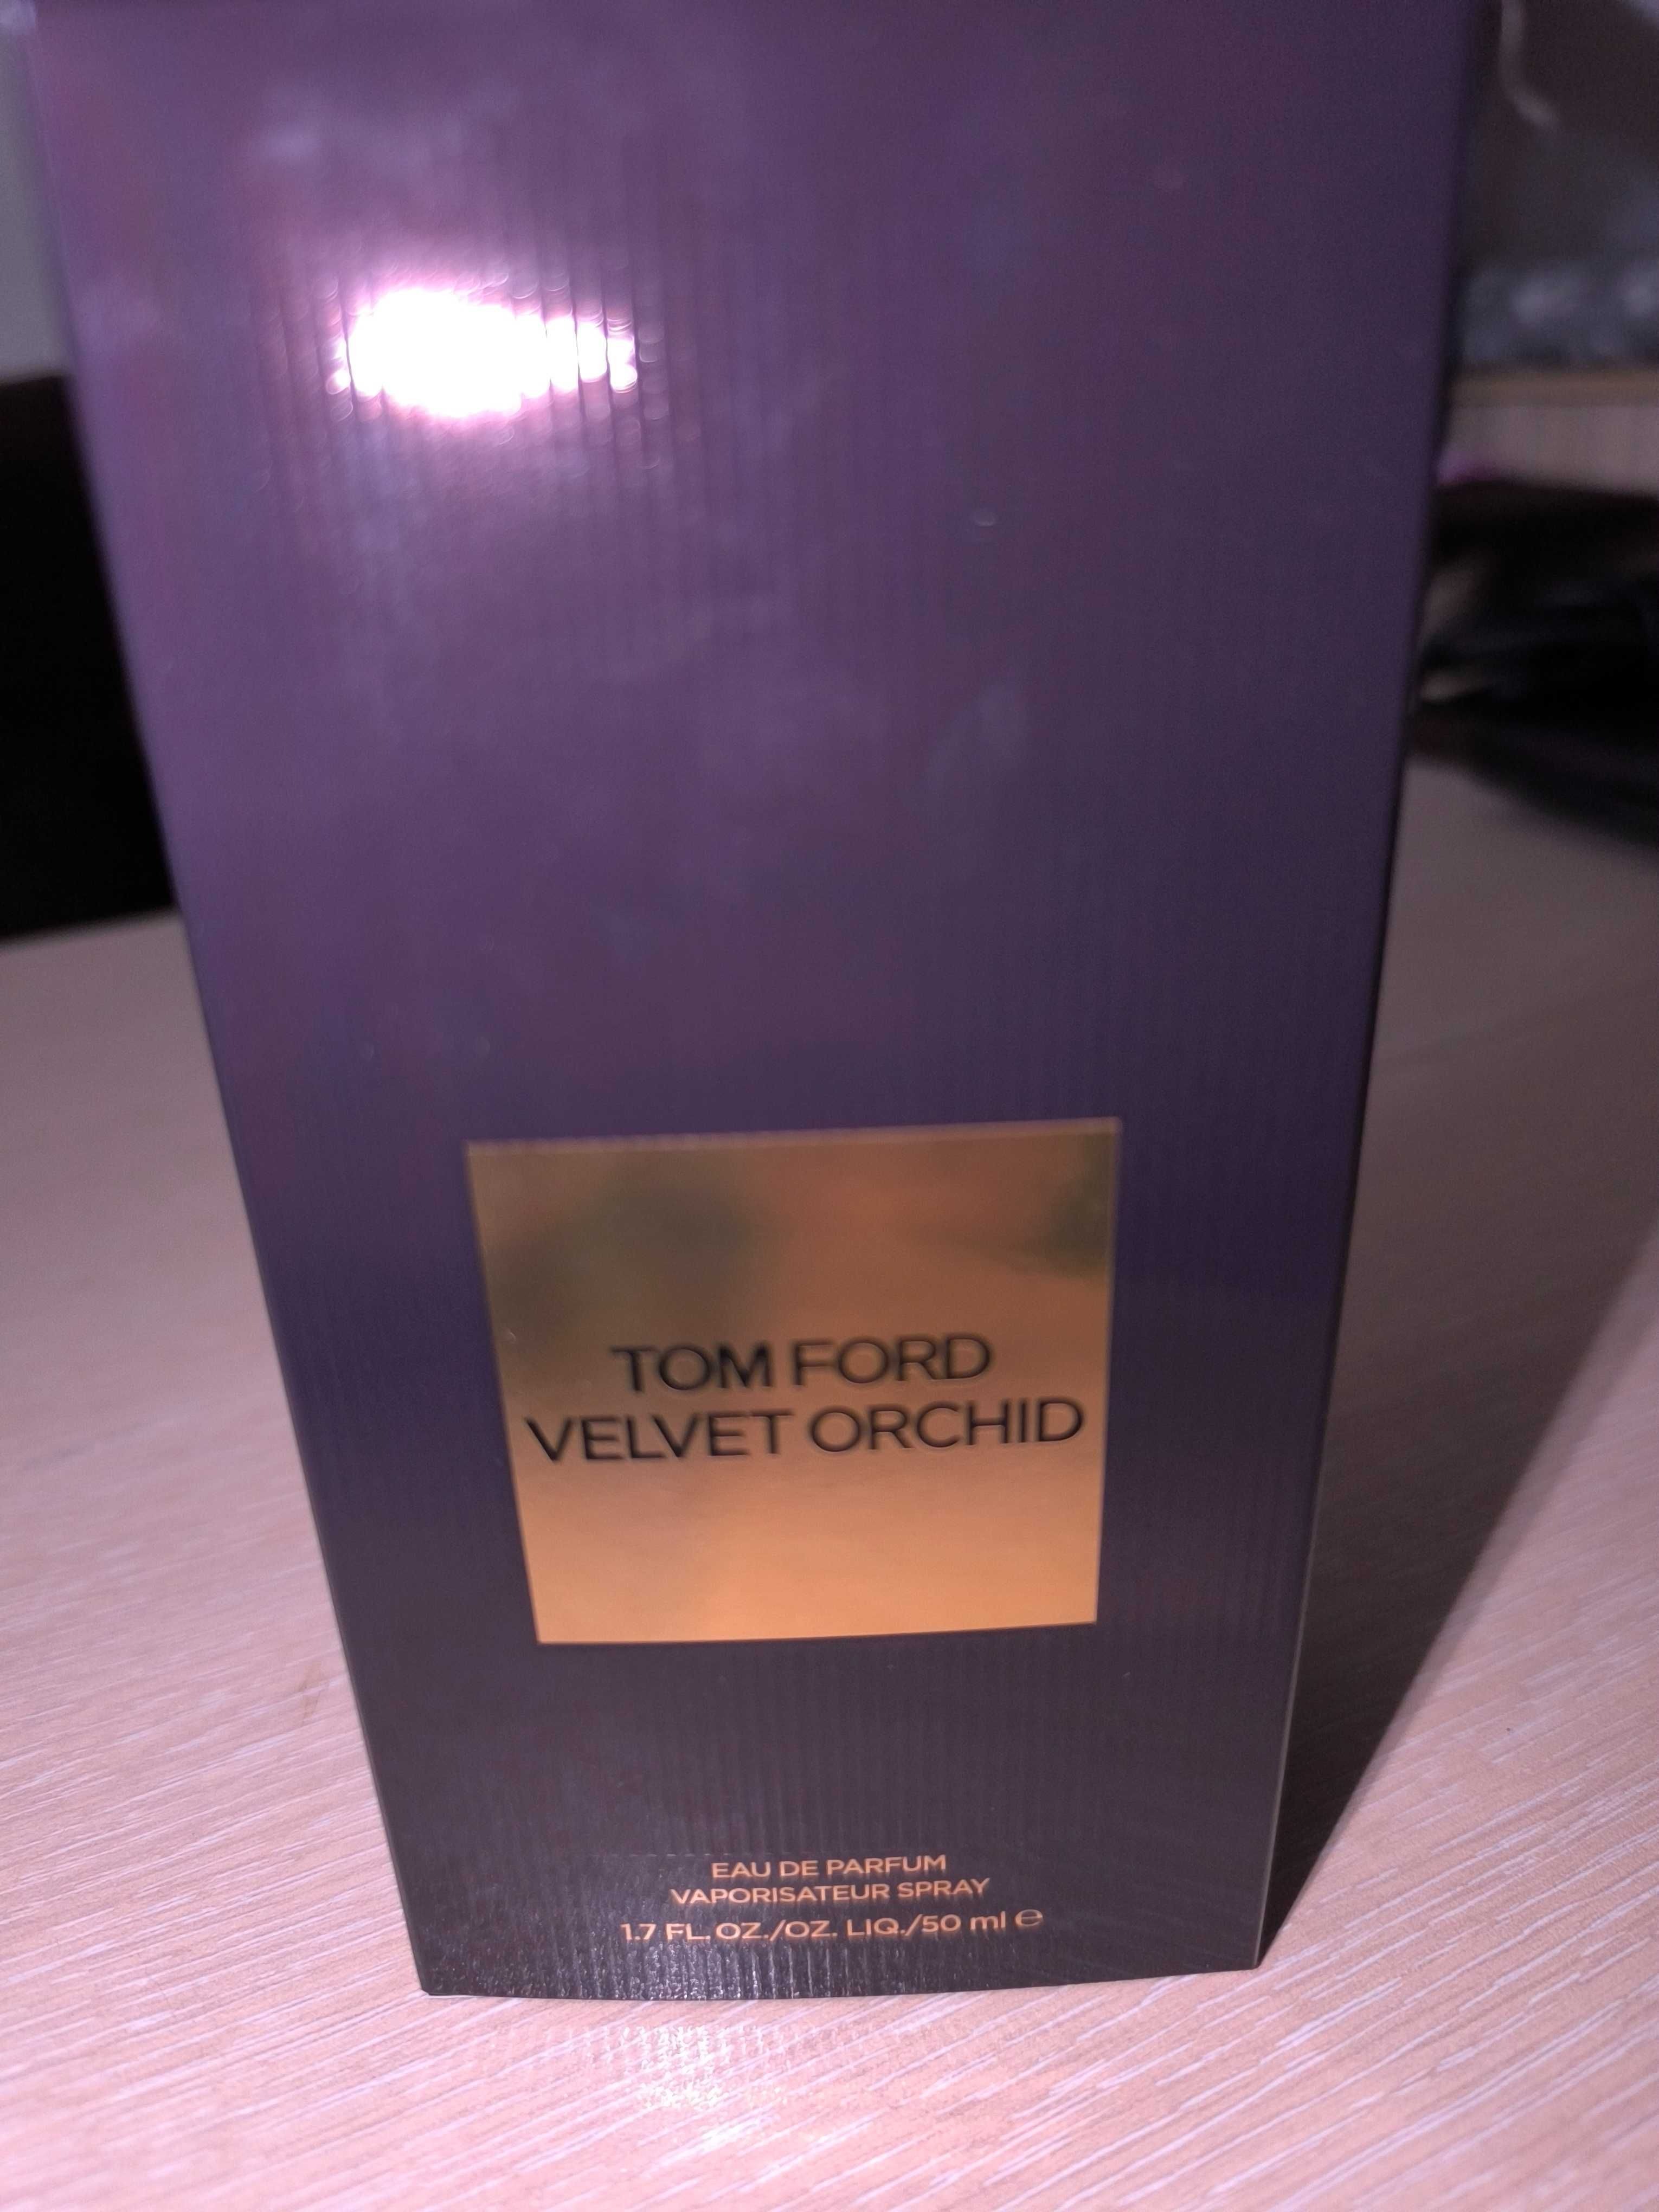 TOM FORD
VELVET ORCHID
EAU DE PARFUM
VAPORISATEUR SPRAY
1.7 FL. OZ./OZ. LIQ./50 ml ℮